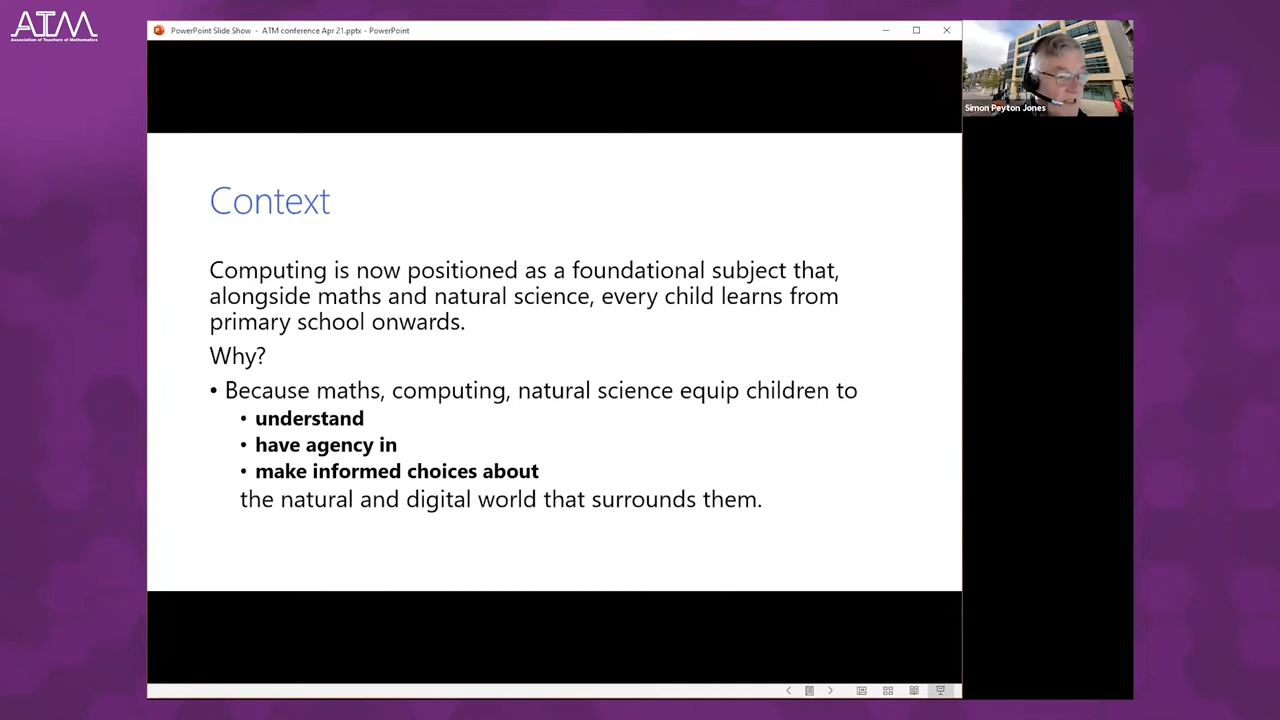 ATM
Association of Teachers of Mathematics
PowerPoint Slide Show - ATM conference Apr 21.pptx - PowerPoint
Simon Peyton Jones
Context
Computing is now positioned as a foundational subject that,
alongside maths and natural science, every child learns from
primary school onwards.
Why?
• Because maths, computing, natural science equip children to
• understand
• have agency in
• make informed choices about
the natural and digital world that surrounds them.